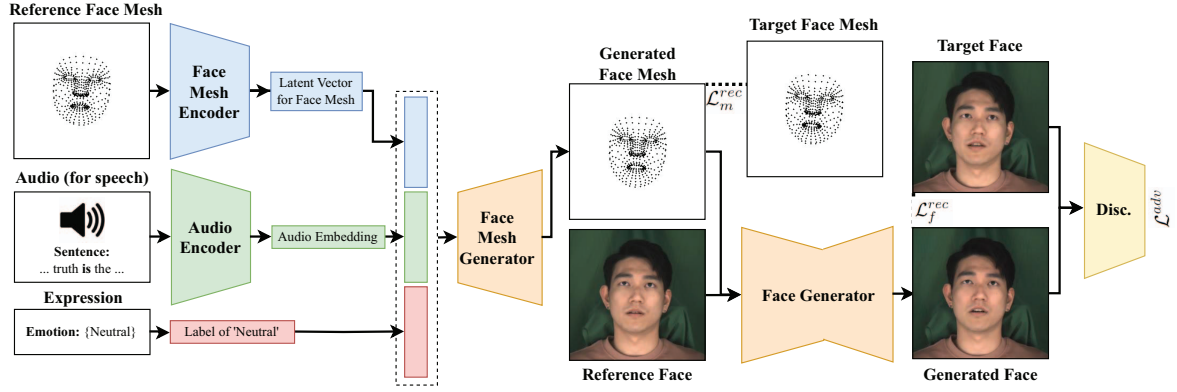 Reference Face Mesh
Face
Mesh
Encoder
Latent Vector
for Face Mesh
Audio (for speech)
Sentence:
... truth is the ...
Audio
Encoder
Audio Embedding
Expression
Emotion: {Neutral}
Label of 'Neutral'
Face
Mesh
Generator
Generated
Face Mesh
Target Face Mesh
ℒ_m^{rec}
Reference Face
Face Generator
Target Face
ℒ_f^{rec}
Generated Face
Disc.
ℒ^{adv}